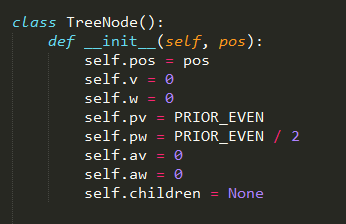 class TreeNode():
    def __init__(self, pos):
        self.pos = pos
        self.v = 0
        self.w = 0
        self.pv = PRIOR_EVEN
        self.pw = PRIOR_EVEN / 2
        self.av = 0
        self.aw = 0
        self.children = None